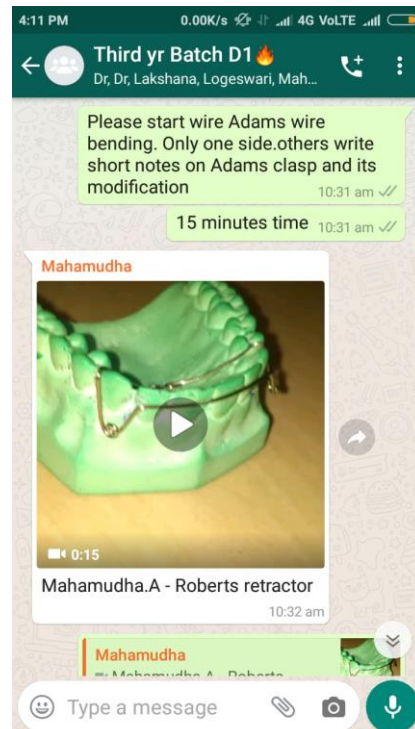 4:11 PM 0.00K/s 4G VoLTE
Third yr Batch D1🔥
Dr, Dr, Lakshana, Logeswari, Mah...
Please start wire Adams wire
bending. Only one side.others write
short notes on Adams clasp and its
modification
10:31 am
15 minutes time 10:31 am
Mahamudha
0:15
Mahamudha.A - Roberts retractor
10:32 am
Mahamudha
Type a message